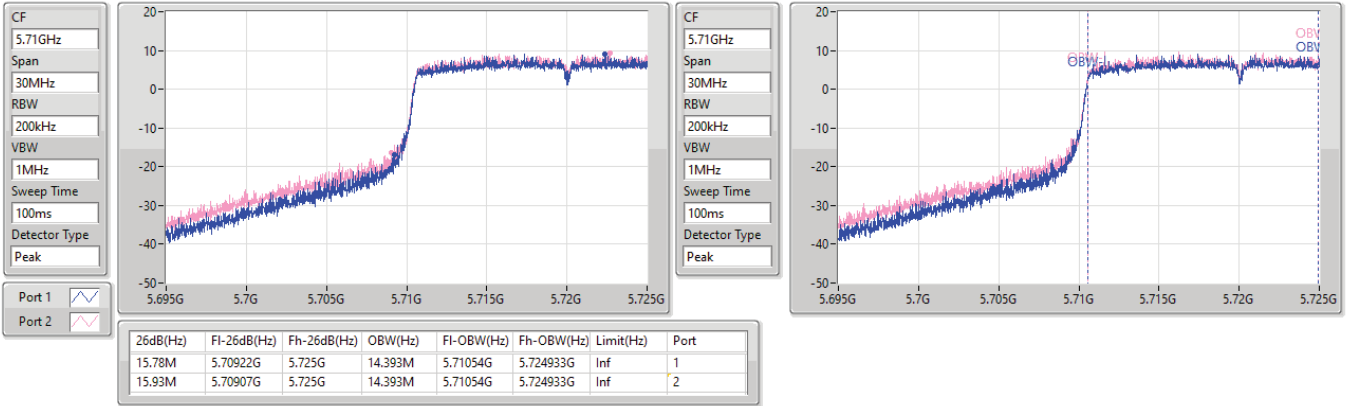 CF
5.71GHz
Span
30MHz
RBW
200kHz
VBW
1MHz
Sweep Time
100ms
Detector Type
Peak
Port 1
Port 2
20
10
0
-10
-20
-30
-40
-50
5.695G 5.7G 5.705G 5.71G 5.715G 5.72G 5.725G
CF
5.71GHz
Span
30MHz
RBW
200kHz
VBW
1MHz
Sweep Time
100ms
Detector Type
Peak
20
10
0
-10
-20
-30
-40
-50
OBW-
OBV
OBV
5.695G 5.7G 5.705G 5.71G 5.715G 5.72G 5.725G
26dB(Hz) Fl-26dB(Hz) Fh-26dB(Hz) OBW(Hz) Fl-OBW(Hz) Fh-OBW(Hz) Limit(Hz) Port
15.78M 5.70922G 5.725G 14.393M 5.71054G 5.724933G Inf 1
15.93M 5.70907G 5.725G 14.393M 5.71054G 5.724933G Inf 2